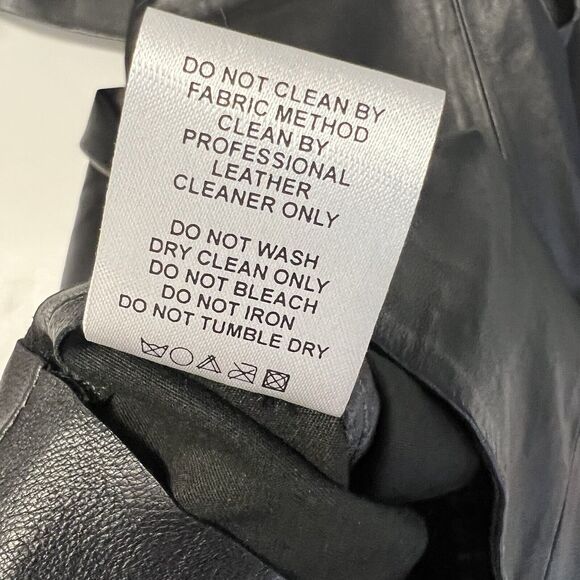 DO NOT CLEAN BY
FABRIC METHOD
CLEAN BY
PROFESSIONAL
LEATHER
CLEANER ONLY
DO NOT WASH
DRY CLEAN ONLY
DO NOT BLEACH
DO NOT IRON
DO NOT TUMBLE DRY